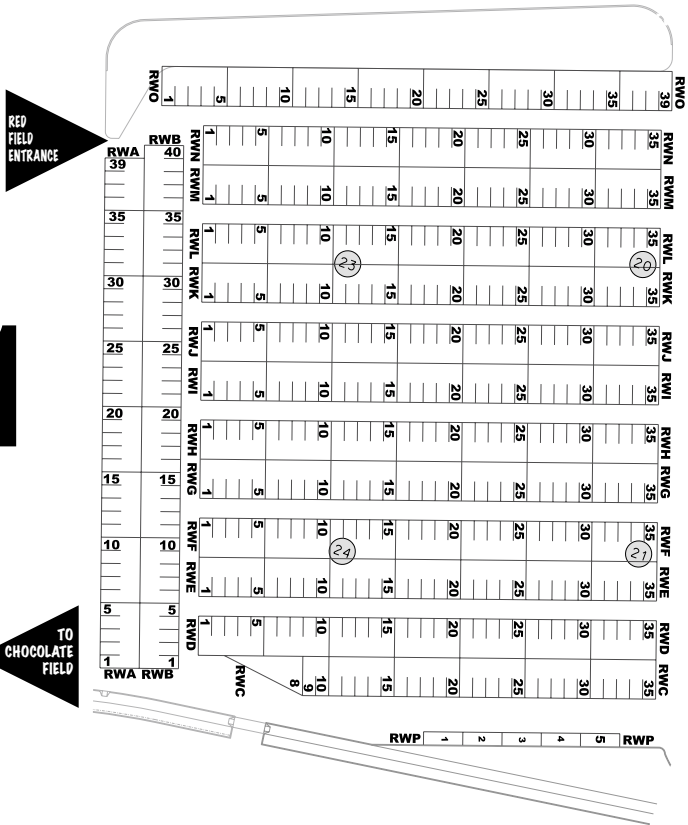 RWO 1 5 10 15 20 25 30 35 39 RWO
RED
FIELD
ENTRANCE
RWN 1 5 10 15 20 25 30 35 RWN
RWM 1 5 10 15 20 25 30 35 RWM
RWL 1 5 10 15 20 25 30 35 RWL
23 20
RWK 1 5 10 15 20 25 30 35 RWK
RWJ 1 5 10 15 20 25 30 35 RWJ
RWI 1 5 10 15 20 25 30 35 RWI
RWH 1 5 10 15 20 25 30 35 RWH
RWG 1 5 10 15 20 25 30 35 RWG
RWF 1 5 10 15 20 25 30 35 RWF
24 21
RWE 1 5 10 15 20 25 30 35 RWE
RWD 1 5 10 15 20 25 30 35 RWD
RWC 8 9 10 15 20 25 30 35 RWC
RWA RWB
39 40
35 35
30 30
25 25
20 20
15 15
10 10
5 5
1 1
RWA RWB
TO
CHOCOLATE
FIELD
RWP 1 2 3 4 5 RWP